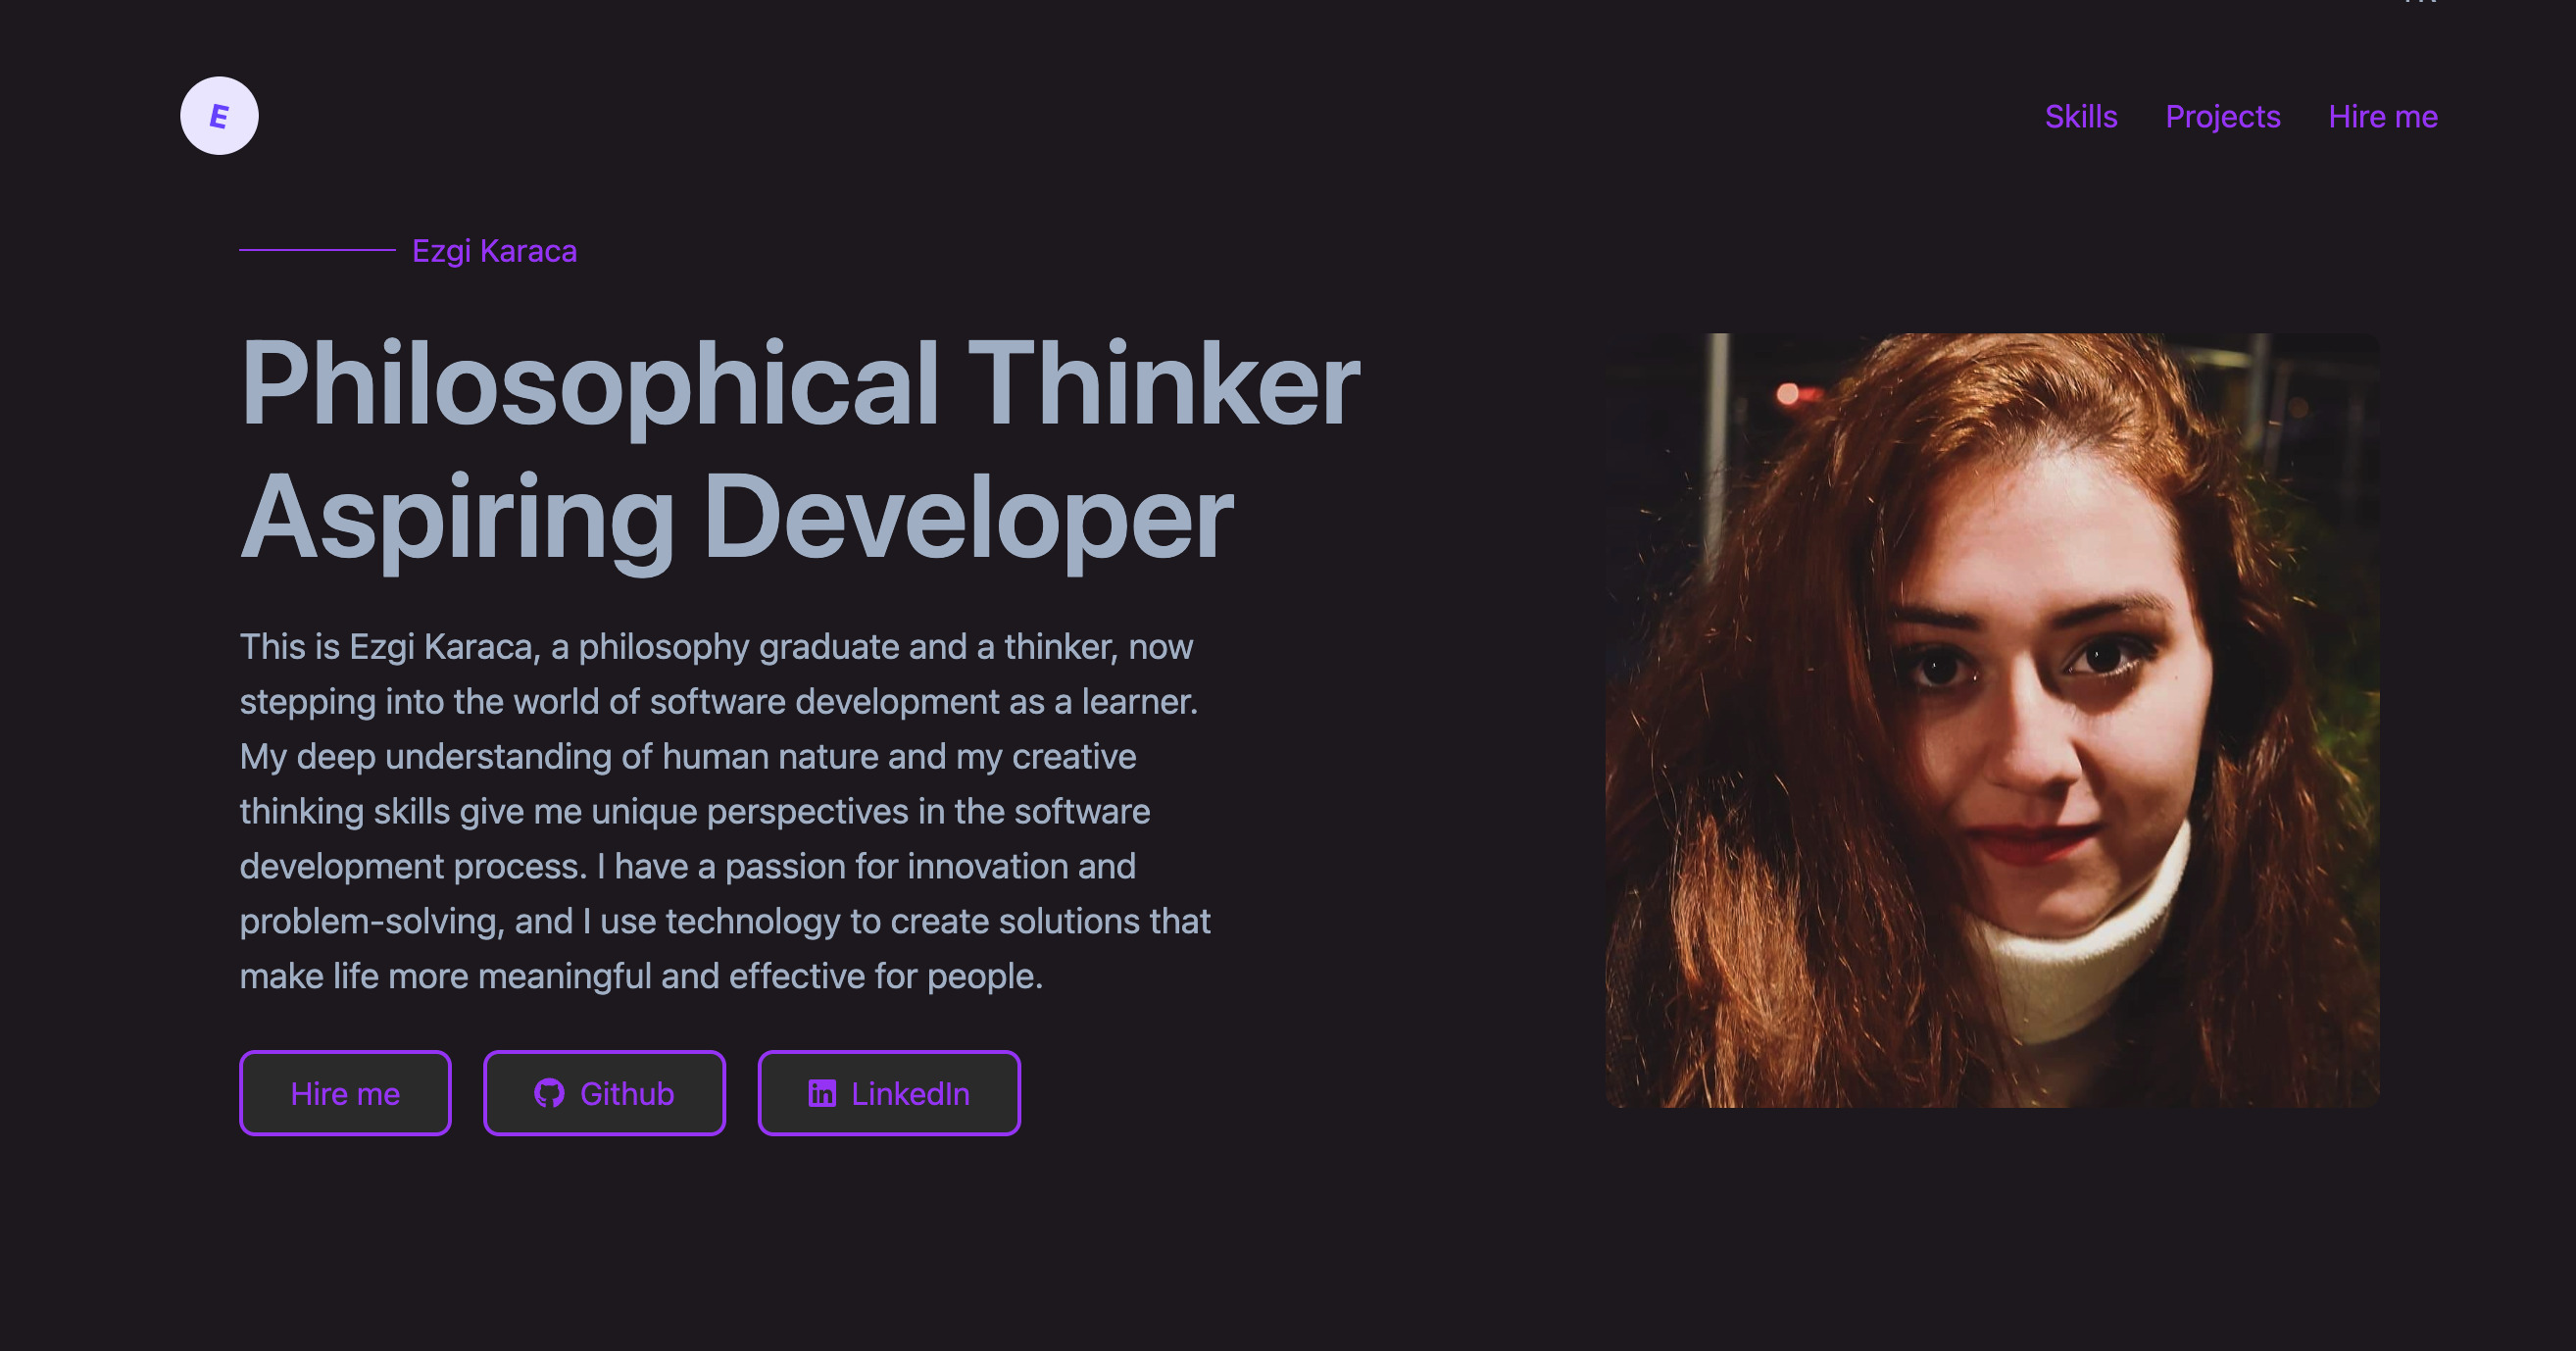 E
Skills Projects Hire me
Ezgi Karaca
Philosophical Thinker
Aspiring Developer
This is Ezgi Karaca, a philosophy graduate and a thinker, now
stepping into the world of software development as a learner.
My deep understanding of human nature and my creative
thinking skills give me unique perspectives in the software
development process. I have a passion for innovation and
problem-solving, and I use technology to create solutions that
make life more meaningful and effective for people.
Hire me Github LinkedIn